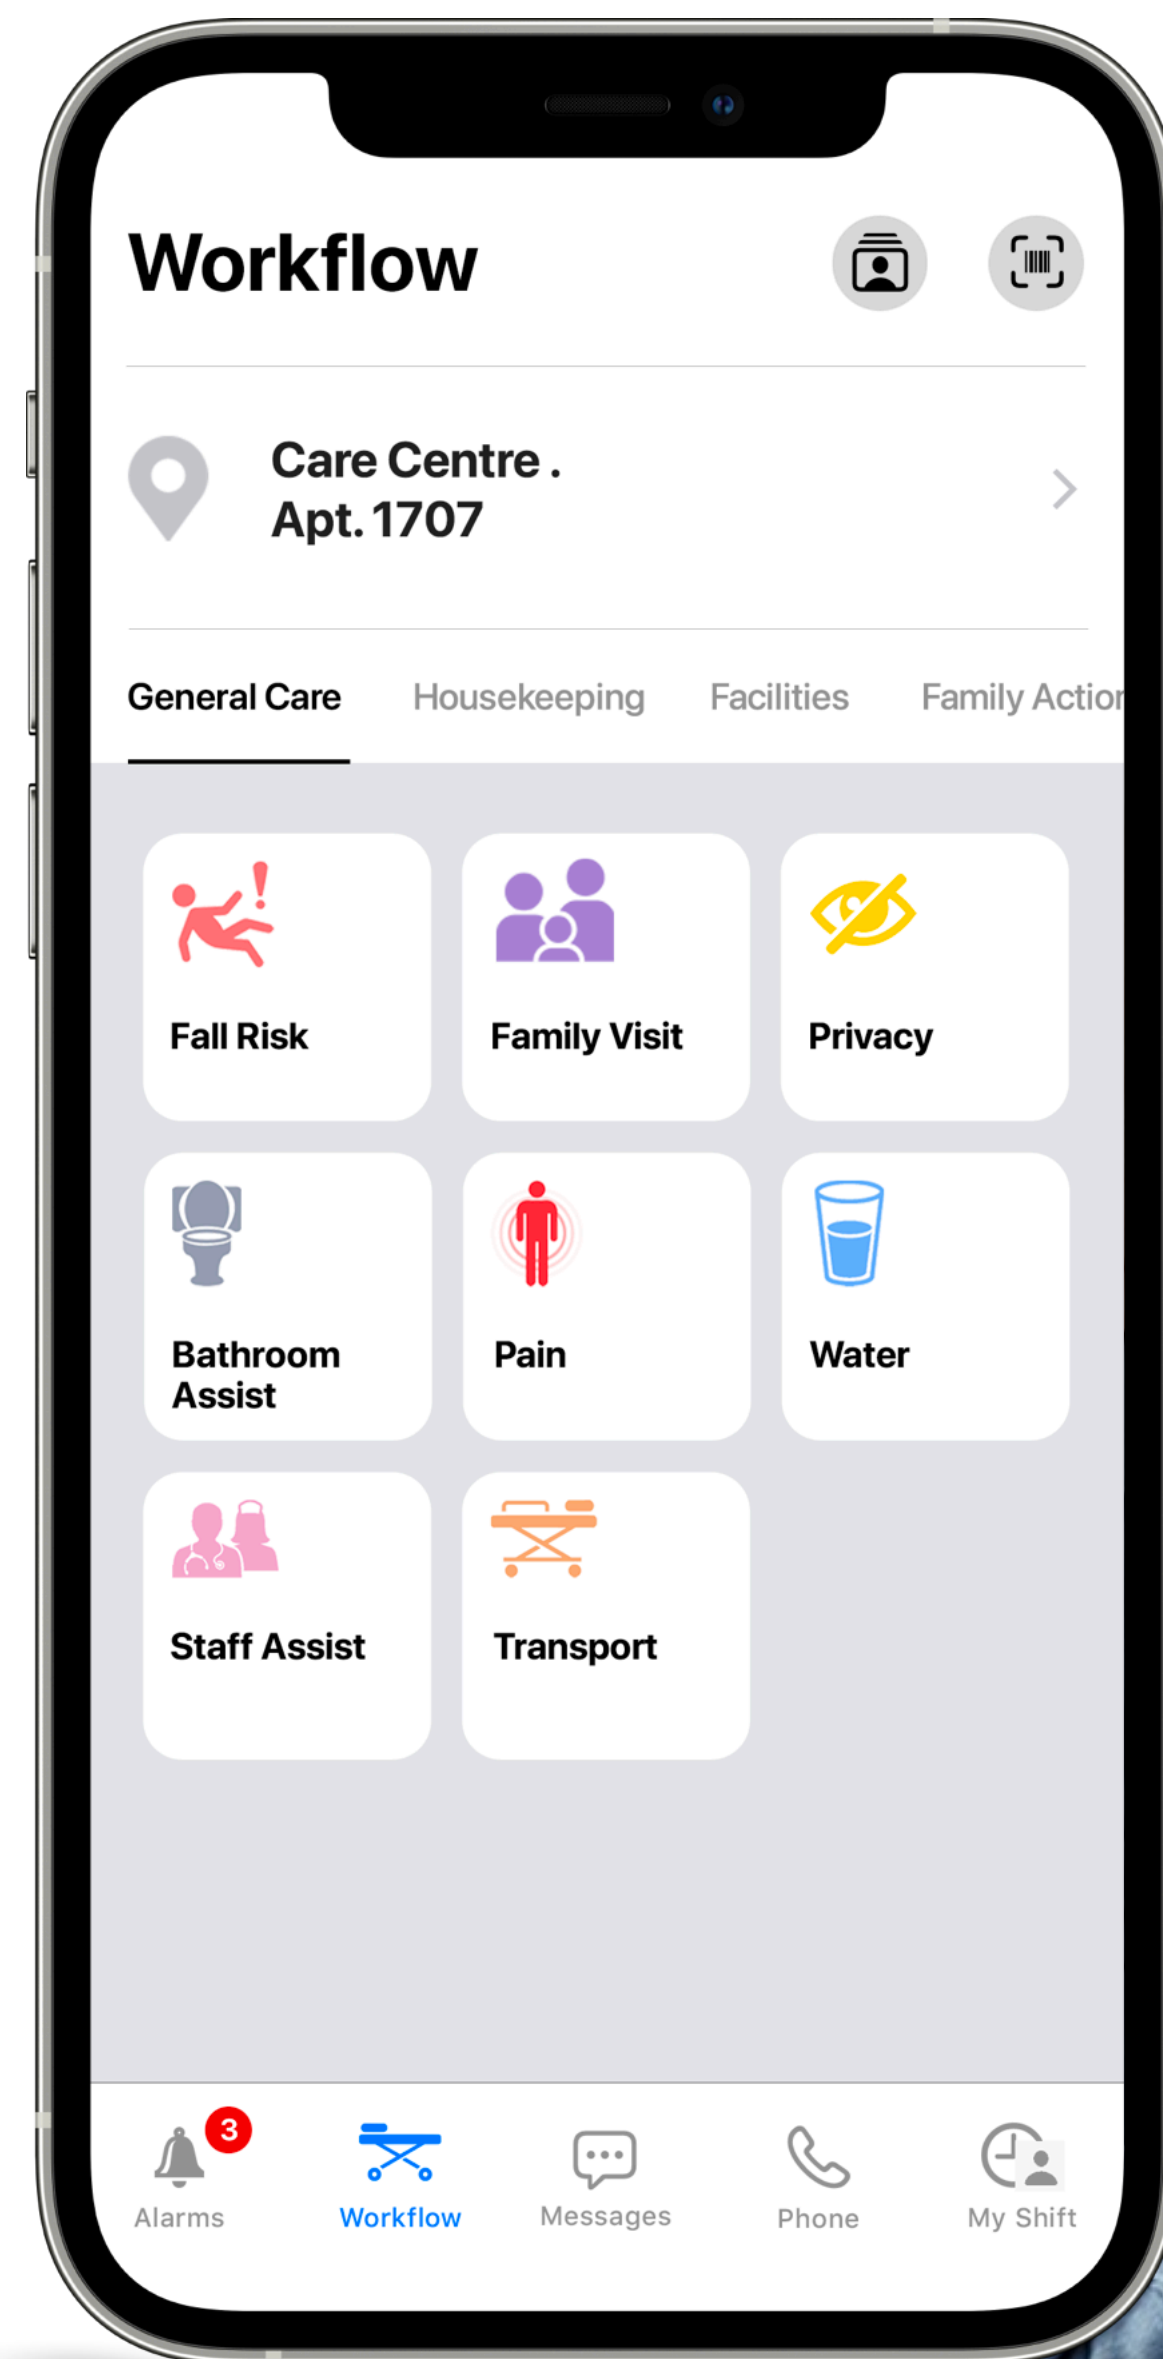 Workflow
Care Centre .
Apt. 1707
General Care Housekeeping Facilities Family Action
Fall Risk Family Visit Privacy
Bathroom
Assist
Pain
Water
Staff Assist Transport
3
Alarms Workflow Messages Phone My Shift